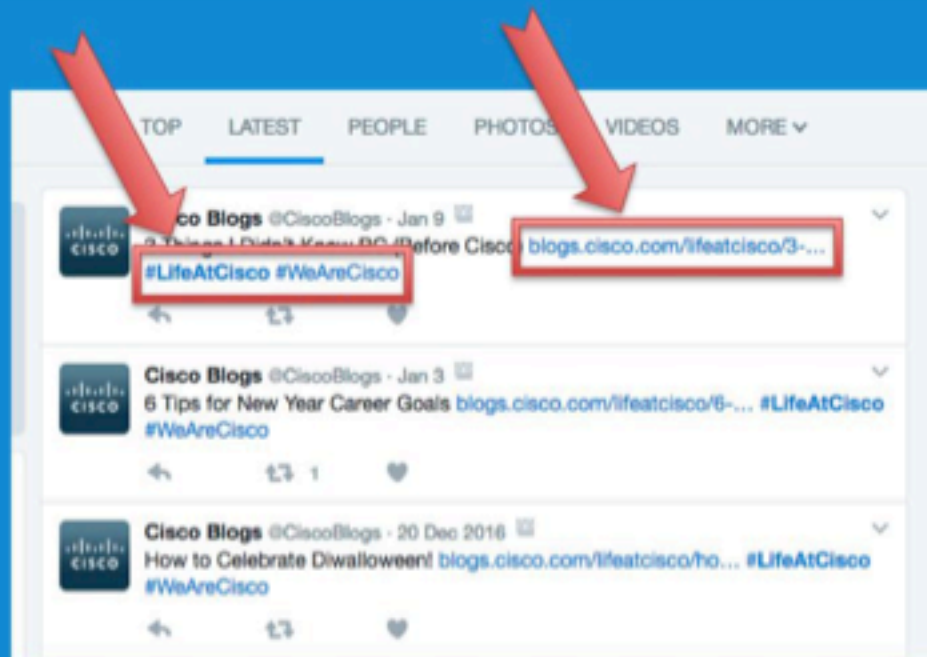 TOP LATEST PEOPLE PHOTOS VIDEOS MORE
CISCO
co Blogs @CiscoBlogs · Jan 9
3 Things I Didn't Know BC (Before Cisco) blogs.cisco.com/lifeatcisco/3-...
#LifeAtCisco #WeAreCisco
CISCO
Cisco Blogs @CiscoBlogs · Jan 3
6 Tips for New Year Career Goals blogs.cisco.com/lifeatcisco/6-... #LifeAtCisco
#WeAreCisco
1
CISCO
Cisco Blogs @CiscoBlogs · 20 Dec 2016
How to Celebrate Diwalloween! blogs.cisco.com/lifeatcisco/ho... #LifeAtCisco
#WeAreCisco